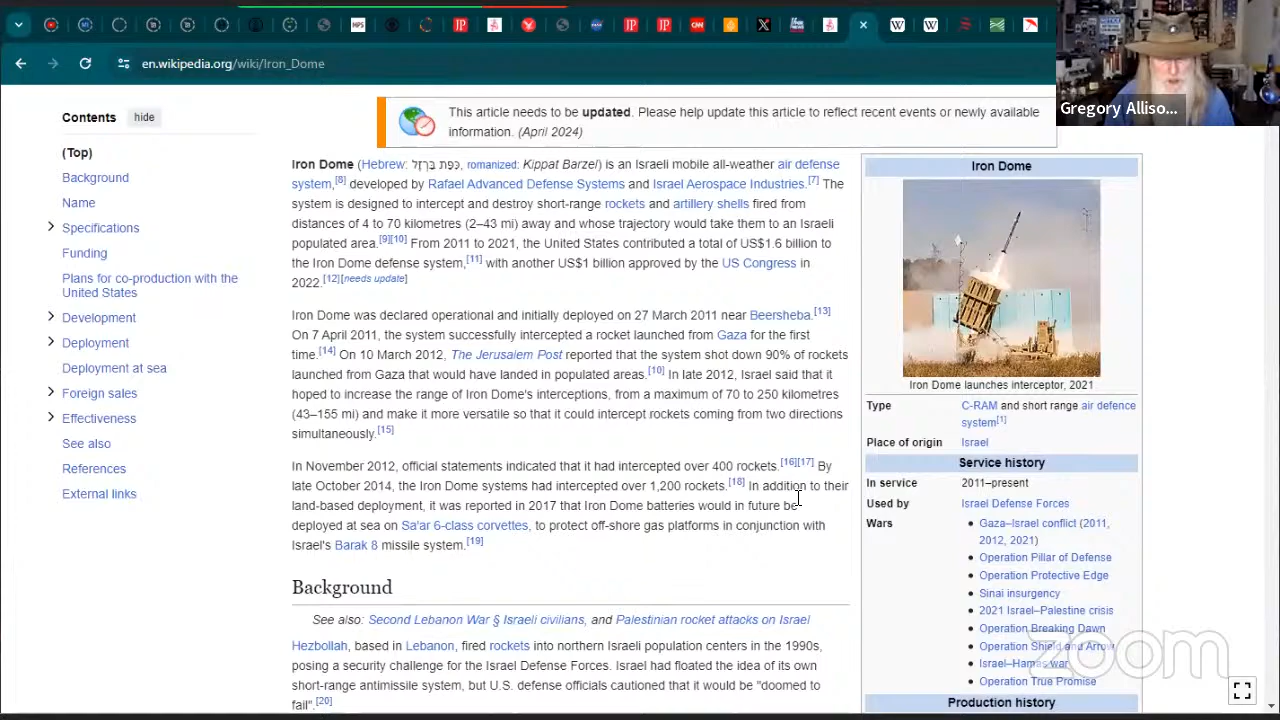 en.wikipedia.org/wiki/Iron_Dome
Gregory Alliso...
Contents hide
(Top)
Background
Name
Specifications
Funding
Plans for co-production with the
United States
Development
Deployment
Deployment at sea
Foreign sales
Effectiveness
See also
References
External links
This article needs to be updated. Please help update this article to reflect recent events or newly available
information. (April 2024)
Iron Dome (Hebrew: כִּפַּת בַּרְזֶל, romanized: Kippat Barzel) is an Israeli mobile all-weather air defense
system,[8] developed by Rafael Advanced Defense Systems and Israel Aerospace Industries.[7] The
system is designed to intercept and destroy short-range rockets and artillery shells fired from
distances of 4 to 70 kilometres (2–43 mi) away and whose trajectory would take them to an Israeli
populated area.[9][10] From 2011 to 2021, the United States contributed a total of US$1.6 billion to
the Iron Dome defense system,[11] with another US$1 billion approved by the US Congress in
2022.[12][needs update]
Iron Dome was declared operational and initially deployed on 27 March 2011 near Beersheba.[13]
On 7 April 2011, the system successfully intercepted a rocket launched from Gaza for the first
time.[14] On 10 March 2012, The Jerusalem Post reported that the system shot down 90% of rockets
launched from Gaza that would have landed in populated areas.[10] In late 2012, Israel said that it
hoped to increase the range of Iron Dome's interceptions, from a maximum of 70 to 250 kilometres
(43–155 mi) and make it more versatile so that it could intercept rockets coming from two directions
simultaneously.[15]
In November 2012, official statements indicated that it had intercepted over 400 rockets.[16][17] By
late October 2014, the Iron Dome systems had intercepted over 1,200 rockets.[18] In addition to their
land-based deployment, it was reported in 2017 that Iron Dome batteries would in future be
deployed at sea on Sa'ar 6-class corvettes, to protect off-shore gas platforms in conjunction with
Israel's Barak 8 missile system.[19]
Background
See also: Second Lebanon War § Israeli civilians, and Palestinian rocket attacks on Israel
Hezbollah, based in Lebanon, fired rockets into northern Israeli population centers in the 1990s,
posing a security challenge for the Israel Defense Forces. Israel had floated the idea of its own
short-range antimissile system, but U.S. defense officials cautioned that it would be "doomed to
fail".[20]
Iron Dome
Iron Dome launches interceptor, 2021
Type C-RAM and short range air defence
system[1]
Place of origin Israel
Service history
In service 2011–present
Used by Israel Defense Forces
Wars • Gaza–Israel conflict (2011,
2012, 2021)
• Operation Pillar of Defense
• Operation Protective Edge
• Sinai insurgency
• 2021 Israel–Palestine crisis
• Operation Breaking Dawn
• Operation Shield and Arrow
• Israel–Hamas war
• Operation True Promise
Production history
zoom